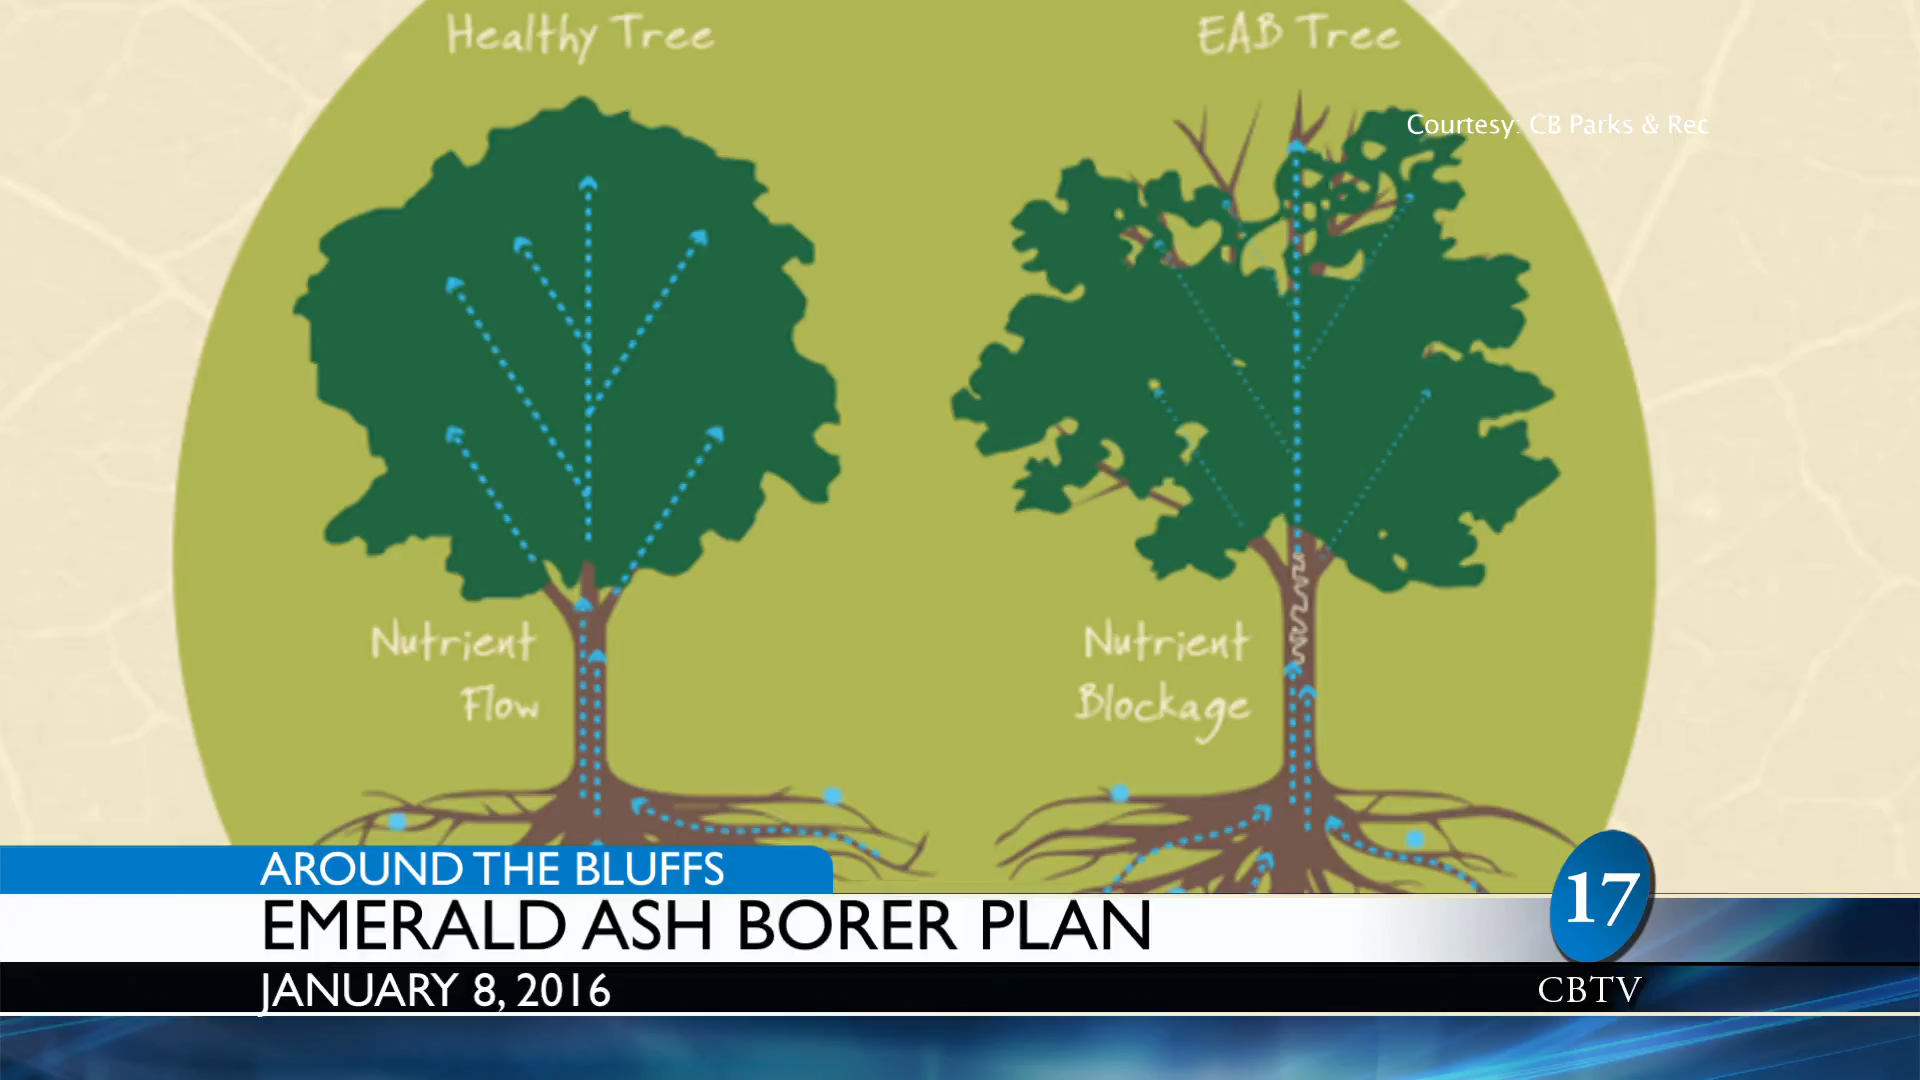 Healthy Tree
EAB Tree
Courtesy: CB Parks & Rec
Nutrient
Flow
Nutrient
Blockage
AROUND THE BLUFFS
EMERALD ASH BORER PLAN
JANUARY 8, 2016
17
CBTV